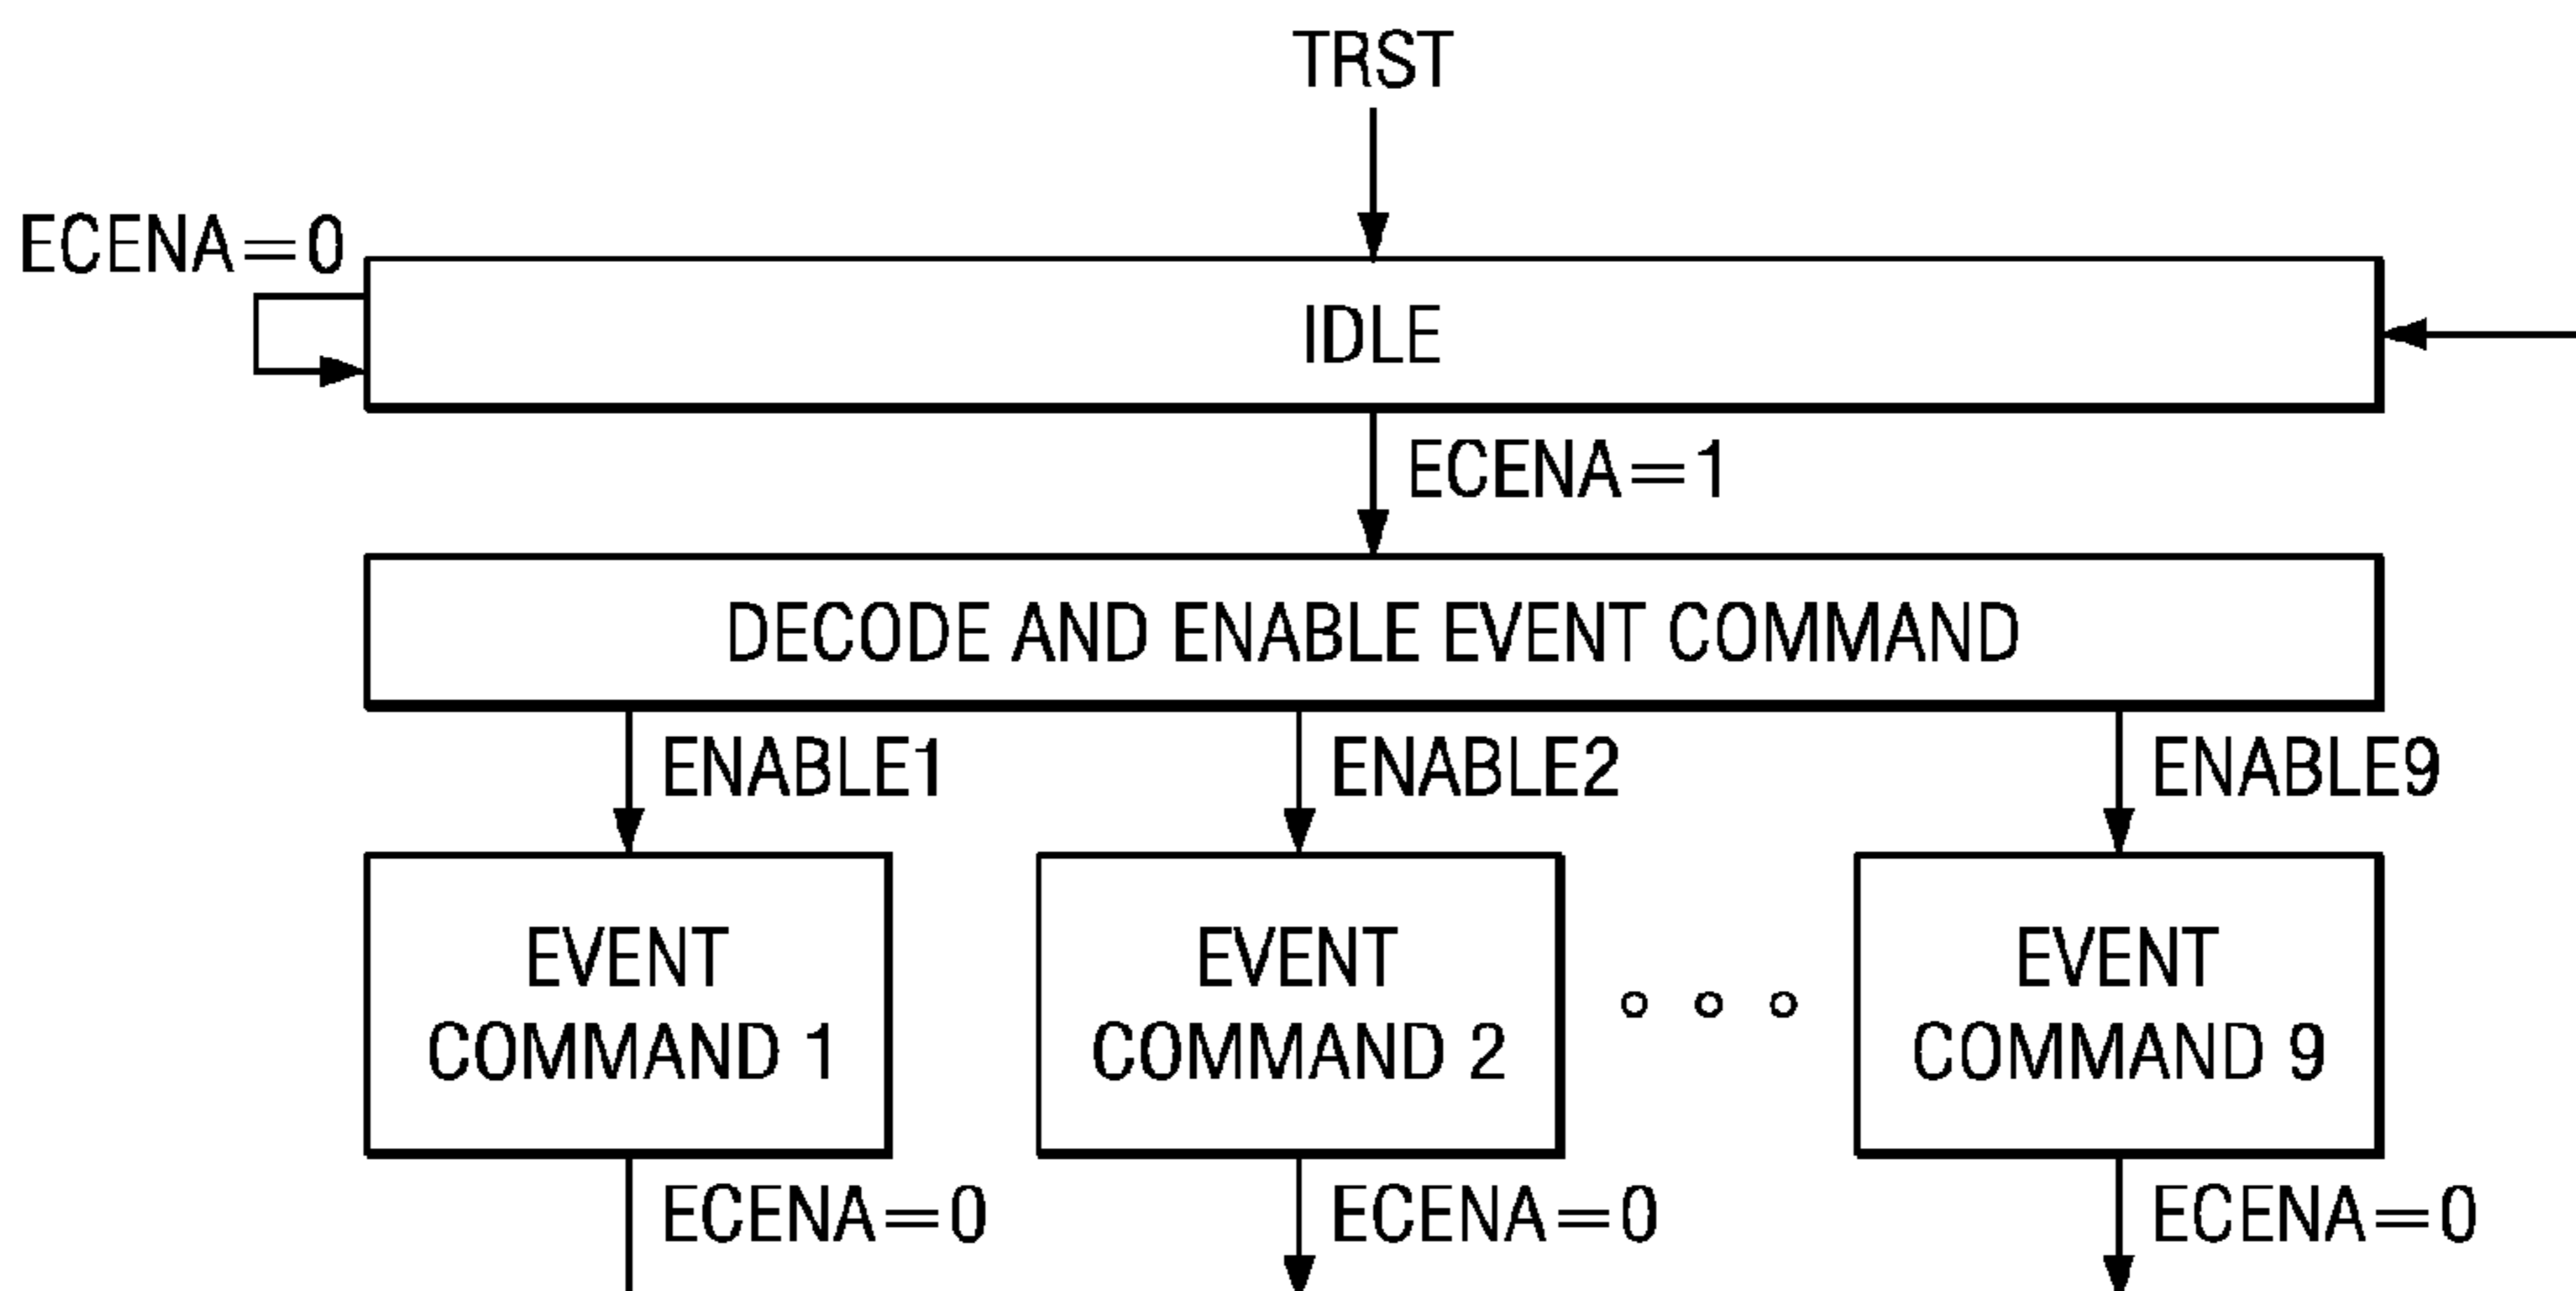 TRST
ECENA=0
IDLE
ECENA=1
DECODE AND ENABLE EVENT COMMAND
ENABLE1
ENABLE2
ENABLE9
EVENT
COMMAND 1
EVENT
COMMAND 2
EVENT
COMMAND 9
ECENA=0
ECENA=0
ECENA=0